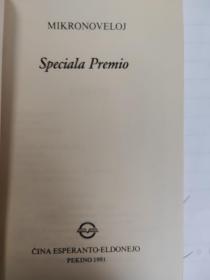 MIKRONOVELOJ
Speciala Premio
ĈINA ESPERANTO-ELDONEJO
PEKINO 1991